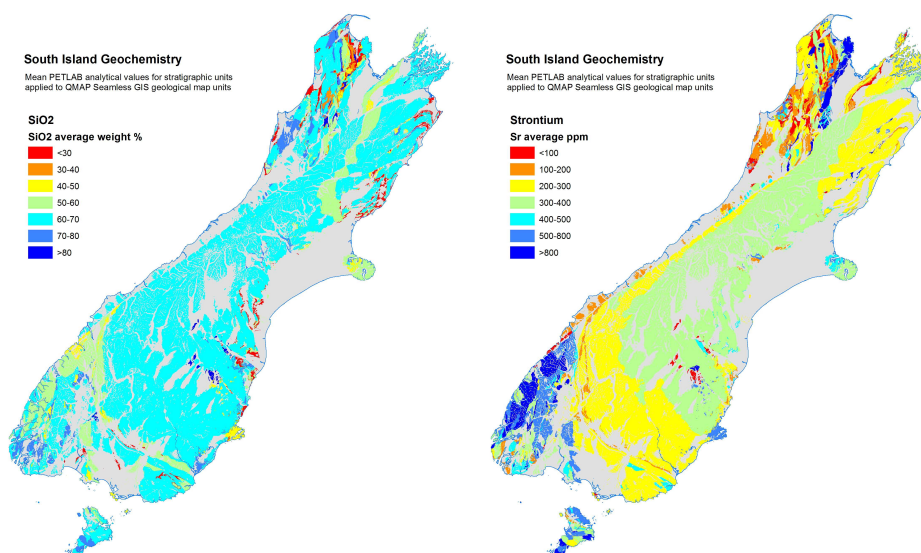 South Island Geochemistry
Mean PETLAB analytical values for stratigraphic units
applied to QMAP Seamless GIS geological map units
SiO2
SiO2 average weight %
<30
30-40
40-50
50-60
60-70
70-80
>80
South Island Geochemistry
Mean PETLAB analytical values for stratigraphic units
applied to QMAP Seamless GIS geological map units
Strontium
Sr average ppm
<100
100-200
200-300
300-400
400-500
500-800
>800